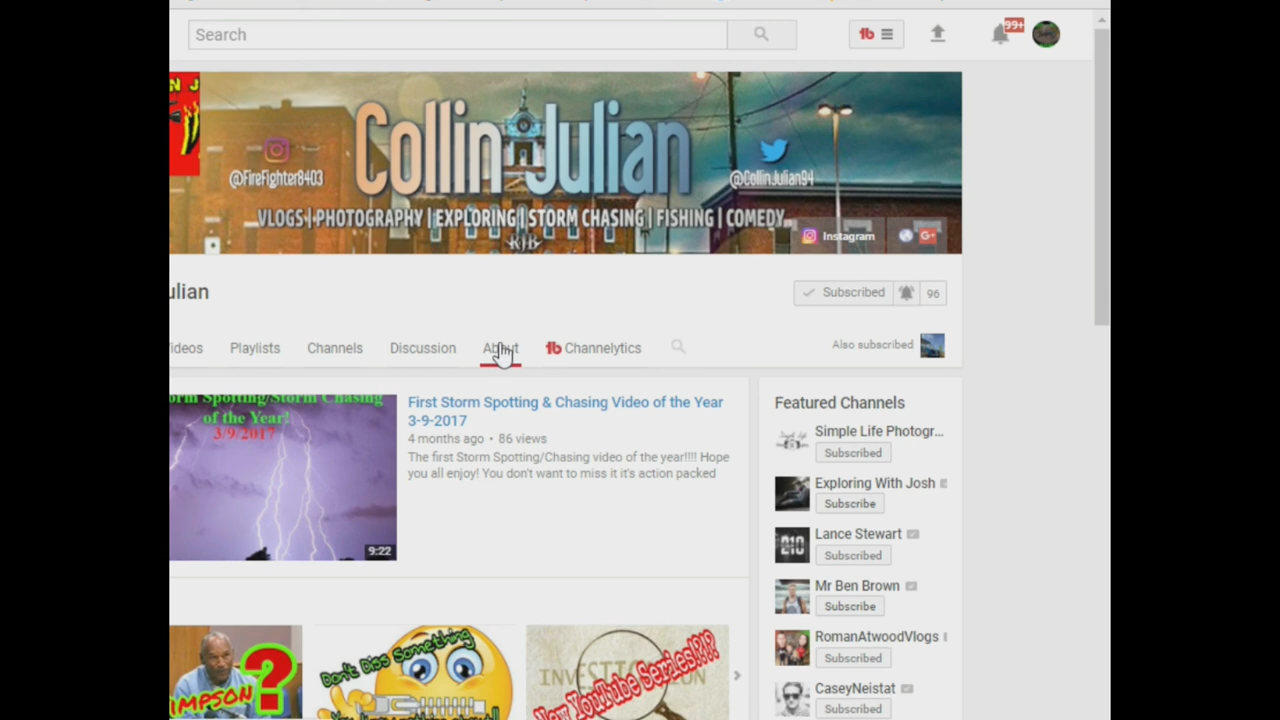 Search
99+
N J
Collin Julian
@FireFighter8403
@CollinJulian94
VLOGS | PHOTOGRAPHY | EXPLORING | STORM CHASING | FISHING | COMEDY
RJB
Instagram
G+
ulian
Subscribed 96
ideos Playlists Channels Discussion About Channelytics
Also subscribed
orm Spotting/Storm Chasing
of the Year!
3/9/2017
9:22
First Storm Spotting & Chasing Video of the Year
3-9-2017
4 months ago • 86 views
The first Storm Spotting/Chasing video of the year!!!! Hope
you all enjoy! You don't want to miss it it's action packed
Featured Channels
Simple Life Photogr...
Subscribed
Exploring With Josh
Subscribe
Lance Stewart
Subscribed
210
Mr Ben Brown
Subscribe
RomanAtwoodVlogs
Subscribed
CaseyNeistat
Subscribed
IMPSON?
Don't Diss Something
New YouTube Series!?!?